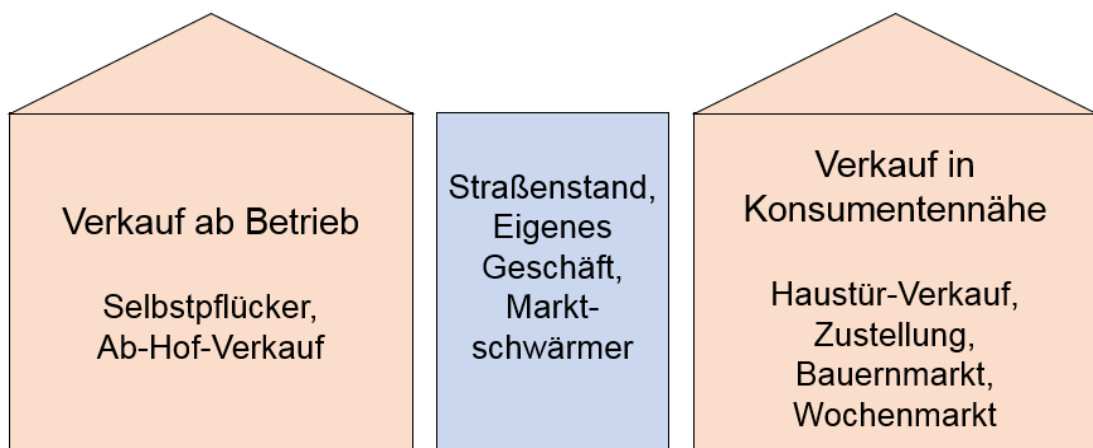 Verkauf ab Betrieb
Selbstpflücker,
Ab-Hof-Verkauf
Straßenstand,
Eigenes
Geschäft,
Markt-
schwärmer
Verkauf in
Konsumentennähe
Haustür-Verkauf,
Zustellung,
Bauernmarkt,
Wochenmarkt